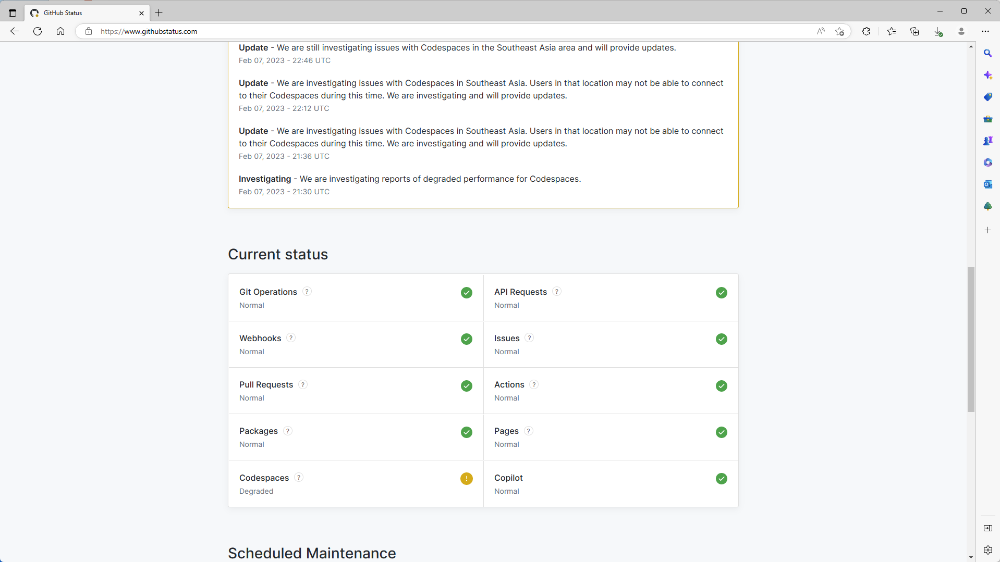 GitHub Status
https://www.githubstatus.com
Update - We are still investigating issues with Codespaces in the Southeast Asia area and will provide updates.
Feb 07, 2023 - 22:46 UTC
Update - We are investigating issues with Codespaces in Southeast Asia. Users in that location may not be able to connect
to their Codespaces during this time. We are investigating and will provide updates.
Feb 07, 2023 - 22:12 UTC
Update - We are investigating issues with Codespaces in Southeast Asia. Users in that location may not be able to connect
to their Codespaces during this time. We are investigating and will provide updates.
Feb 07, 2023 - 21:36 UTC
Investigating - We are investigating reports of degraded performance for Codespaces.
Feb 07, 2023 - 21:30 UTC
Current status
Git Operations ?
Normal
API Requests ?
Normal
Webhooks ?
Normal
Issues ?
Normal
Pull Requests ?
Normal
Actions ?
Normal
Packages ?
Normal
Pages ?
Normal
Codespaces ?
Degraded
Copilot
Normal
Scheduled Maintenance